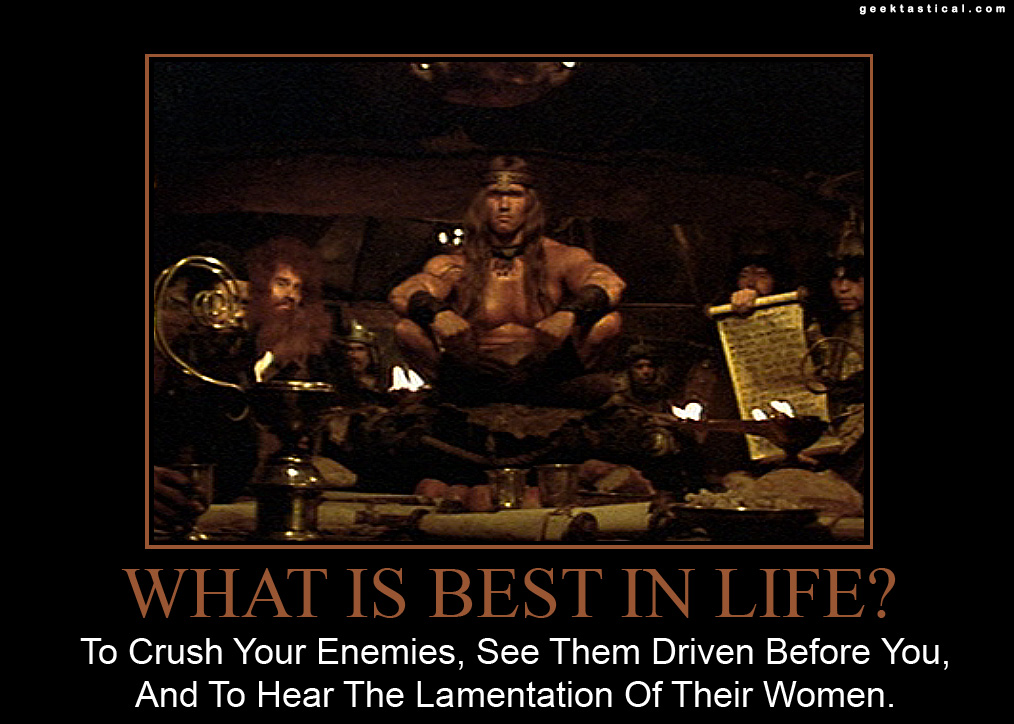 geektastical.com
WHAT IS BEST IN LIFE?
To Crush Your Enemies, See Them Driven Before You,
And To Hear The Lamentation Of Their Women.